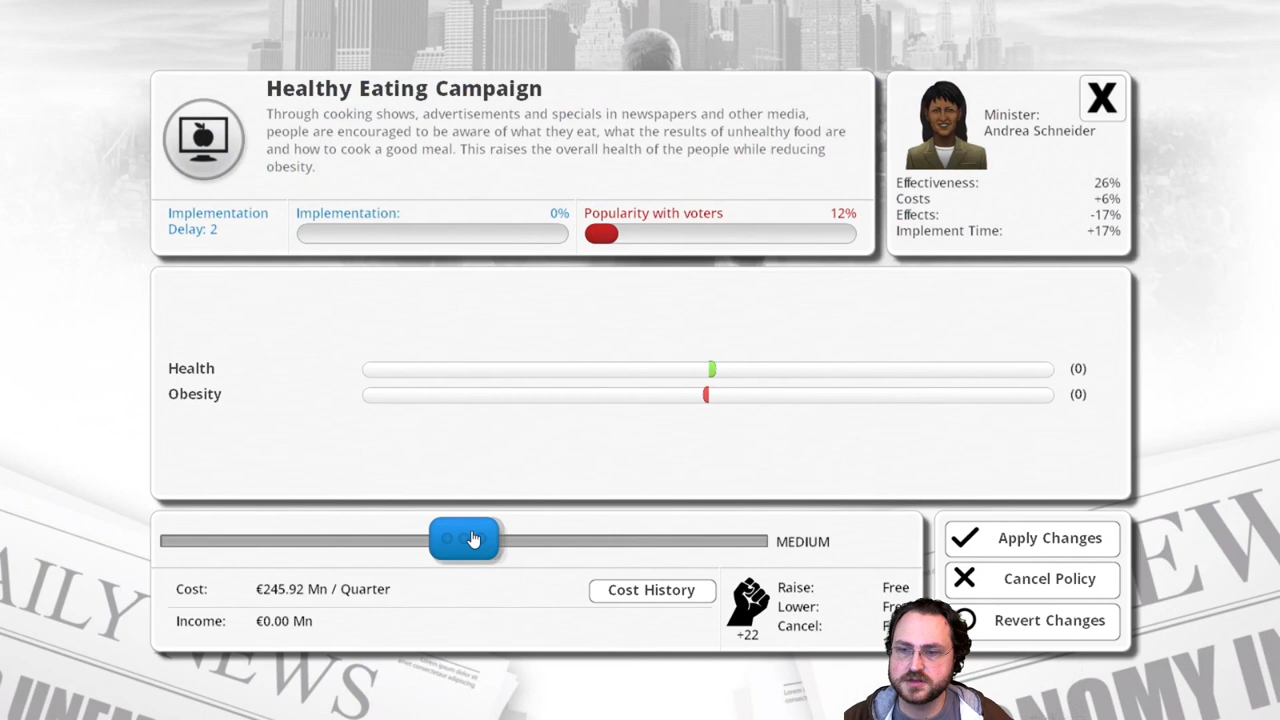 Healthy Eating Campaign
Through cooking shows, advertisements and specials in newspapers and other media,
people are encouraged to be aware of what they eat, what the results of unhealthy food are
and how to cook a good meal. This raises the overall health of the people while reducing
obesity.
Implementation
Delay: 2
Implementation: 0%
Popularity with voters 12%
Minister:
Andrea Schneider
X
Effectiveness: 26%
Costs +6%
Effects: -17%
Implement Time: +17%
Health (0)
Obesity (0)
MEDIUM
Cost: €245.92 Mn / Quarter
Cost History
Income: €0.00 Mn
+22
Raise: Free
Lower:
Cancel:
Apply Changes
Cancel Policy
Revert Changes
NEWS